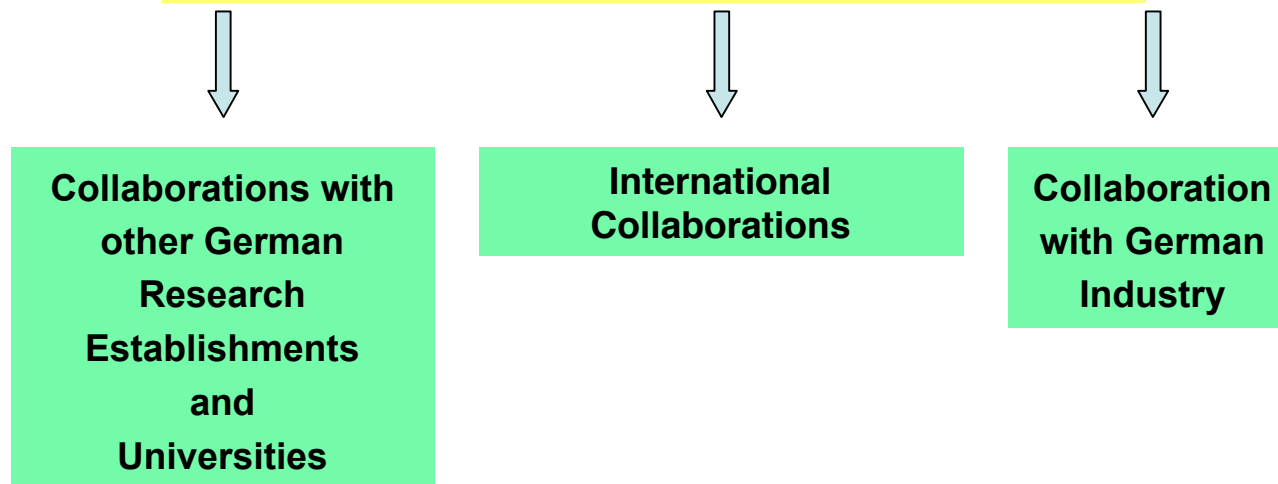 Collaborations with
other German
Research
Establishments
and
Universities
International
Collaborations
Collaboration
with German
Industry